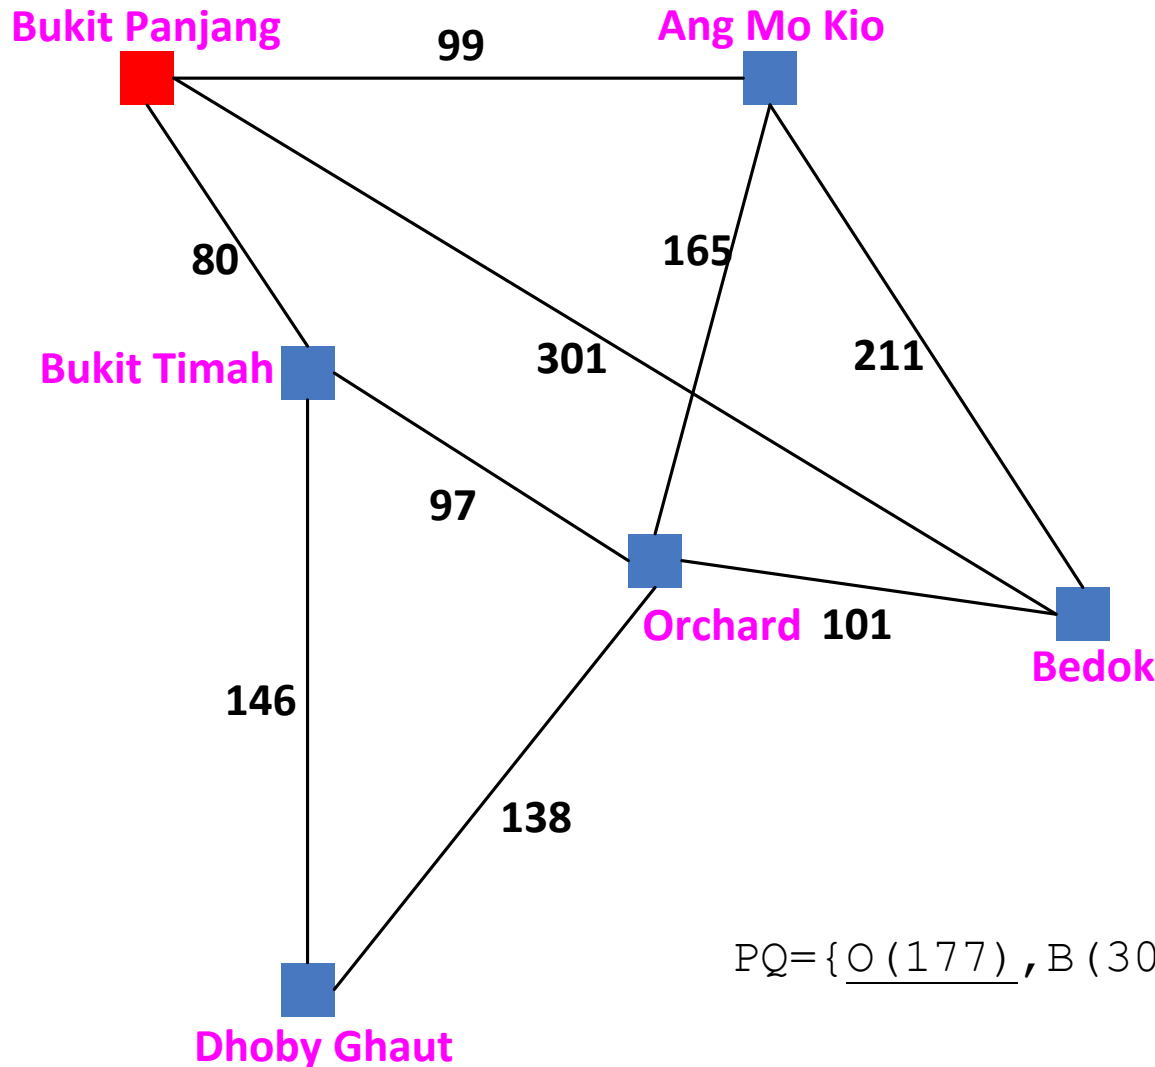 Bukit Panjang
99
Ang Mo Kio
80
165
301
211
Bukit Timah
97
Orchard
101
Bedok
146
138
PQ={O(177),B(30
Dhoby Ghaut